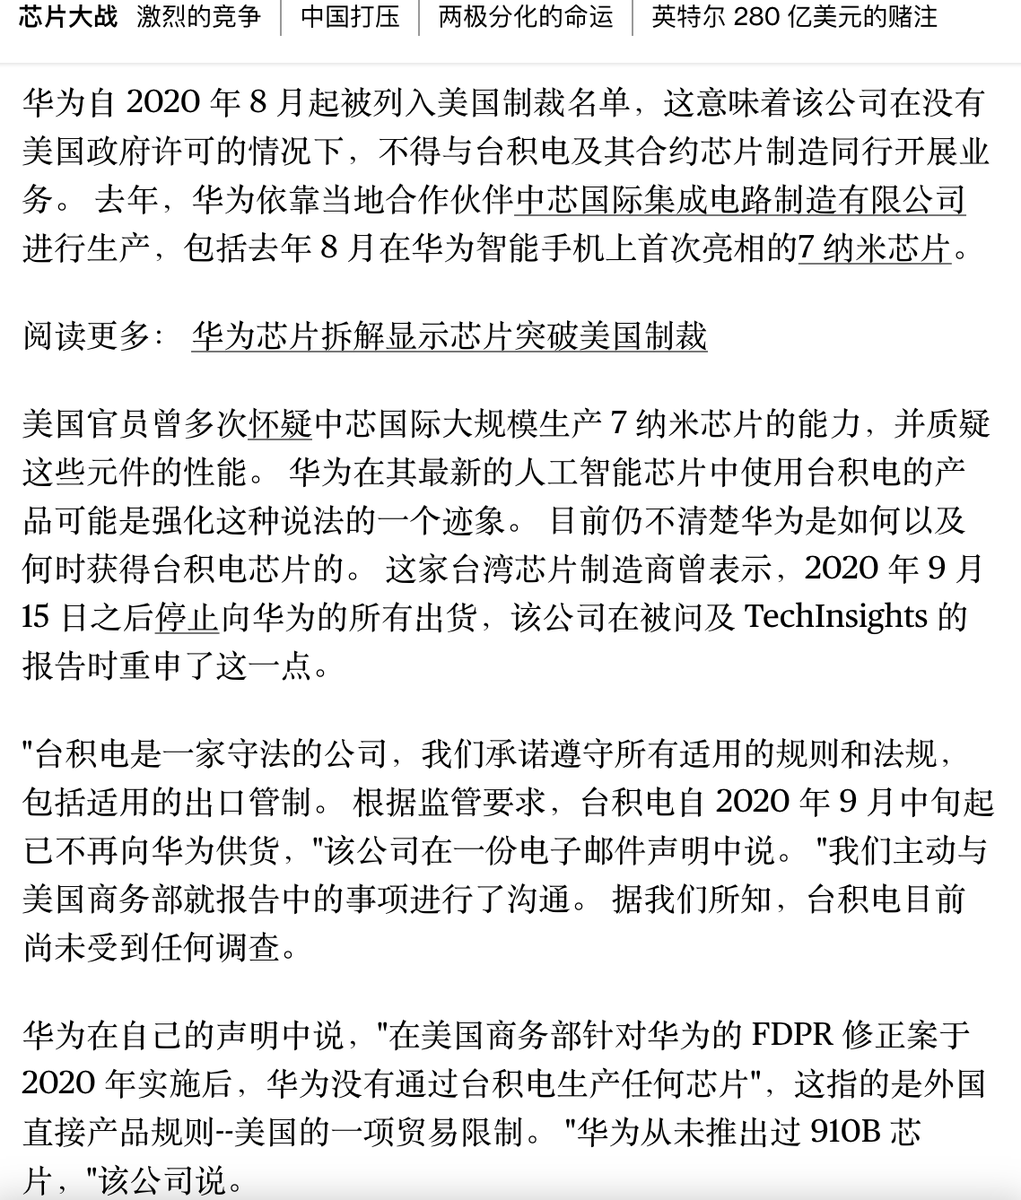 芯片大战 激烈的竞争 中国打压 两极分化的命运 英特尔 280 亿美元的赌注
华为自 2020 年 8 月起被列入美国制裁名单，这意味着该公司在没有
美国政府许可的情况下，不得与台积电及其合约芯片制造同行开展业
务。 去年，华为依靠当地合作伙伴中芯国际集成电路制造有限公司
进行生产，包括去年 8 月在华为智能手机上首次亮相的7 纳米芯片。
阅读更多： 华为芯片拆解显示芯片突破美国制裁
美国官员曾多次怀疑中芯国际大规模生产 7 纳米芯片的能力，并质疑
这些元件的性能。 华为在其最新的人工智能芯片中使用台积电的产
品可能是强化这种说法的一个迹象。 目前仍不清楚华为是如何以及
何时获得台积电芯片的。 这家台湾芯片制造商曾表示，2020 年 9 月
15 日之后停止向华为的所有出货，该公司在被问及 TechInsights 的
报告时重申了这一点。
"台积电是一家守法的公司，我们承诺遵守所有适用的规则和法规，
包括适用的出口管制。 根据监管要求，台积电自 2020 年 9 月中旬起
已不再向华为供货，"该公司在一份电子邮件声明中说。 "我们主动与
美国商务部就报告中的事项进行了沟通。 据我们所知，台积电目前
尚未受到任何调查。
华为在自己的声明中说，"在美国商务部针对华为的 FDPR 修正案于
2020 年实施后，华为没有通过台积电生产任何芯片"，这指的是外国
直接产品规则--美国的一项贸易限制。 "华为从未推出过 910B 芯
片，"该公司说。